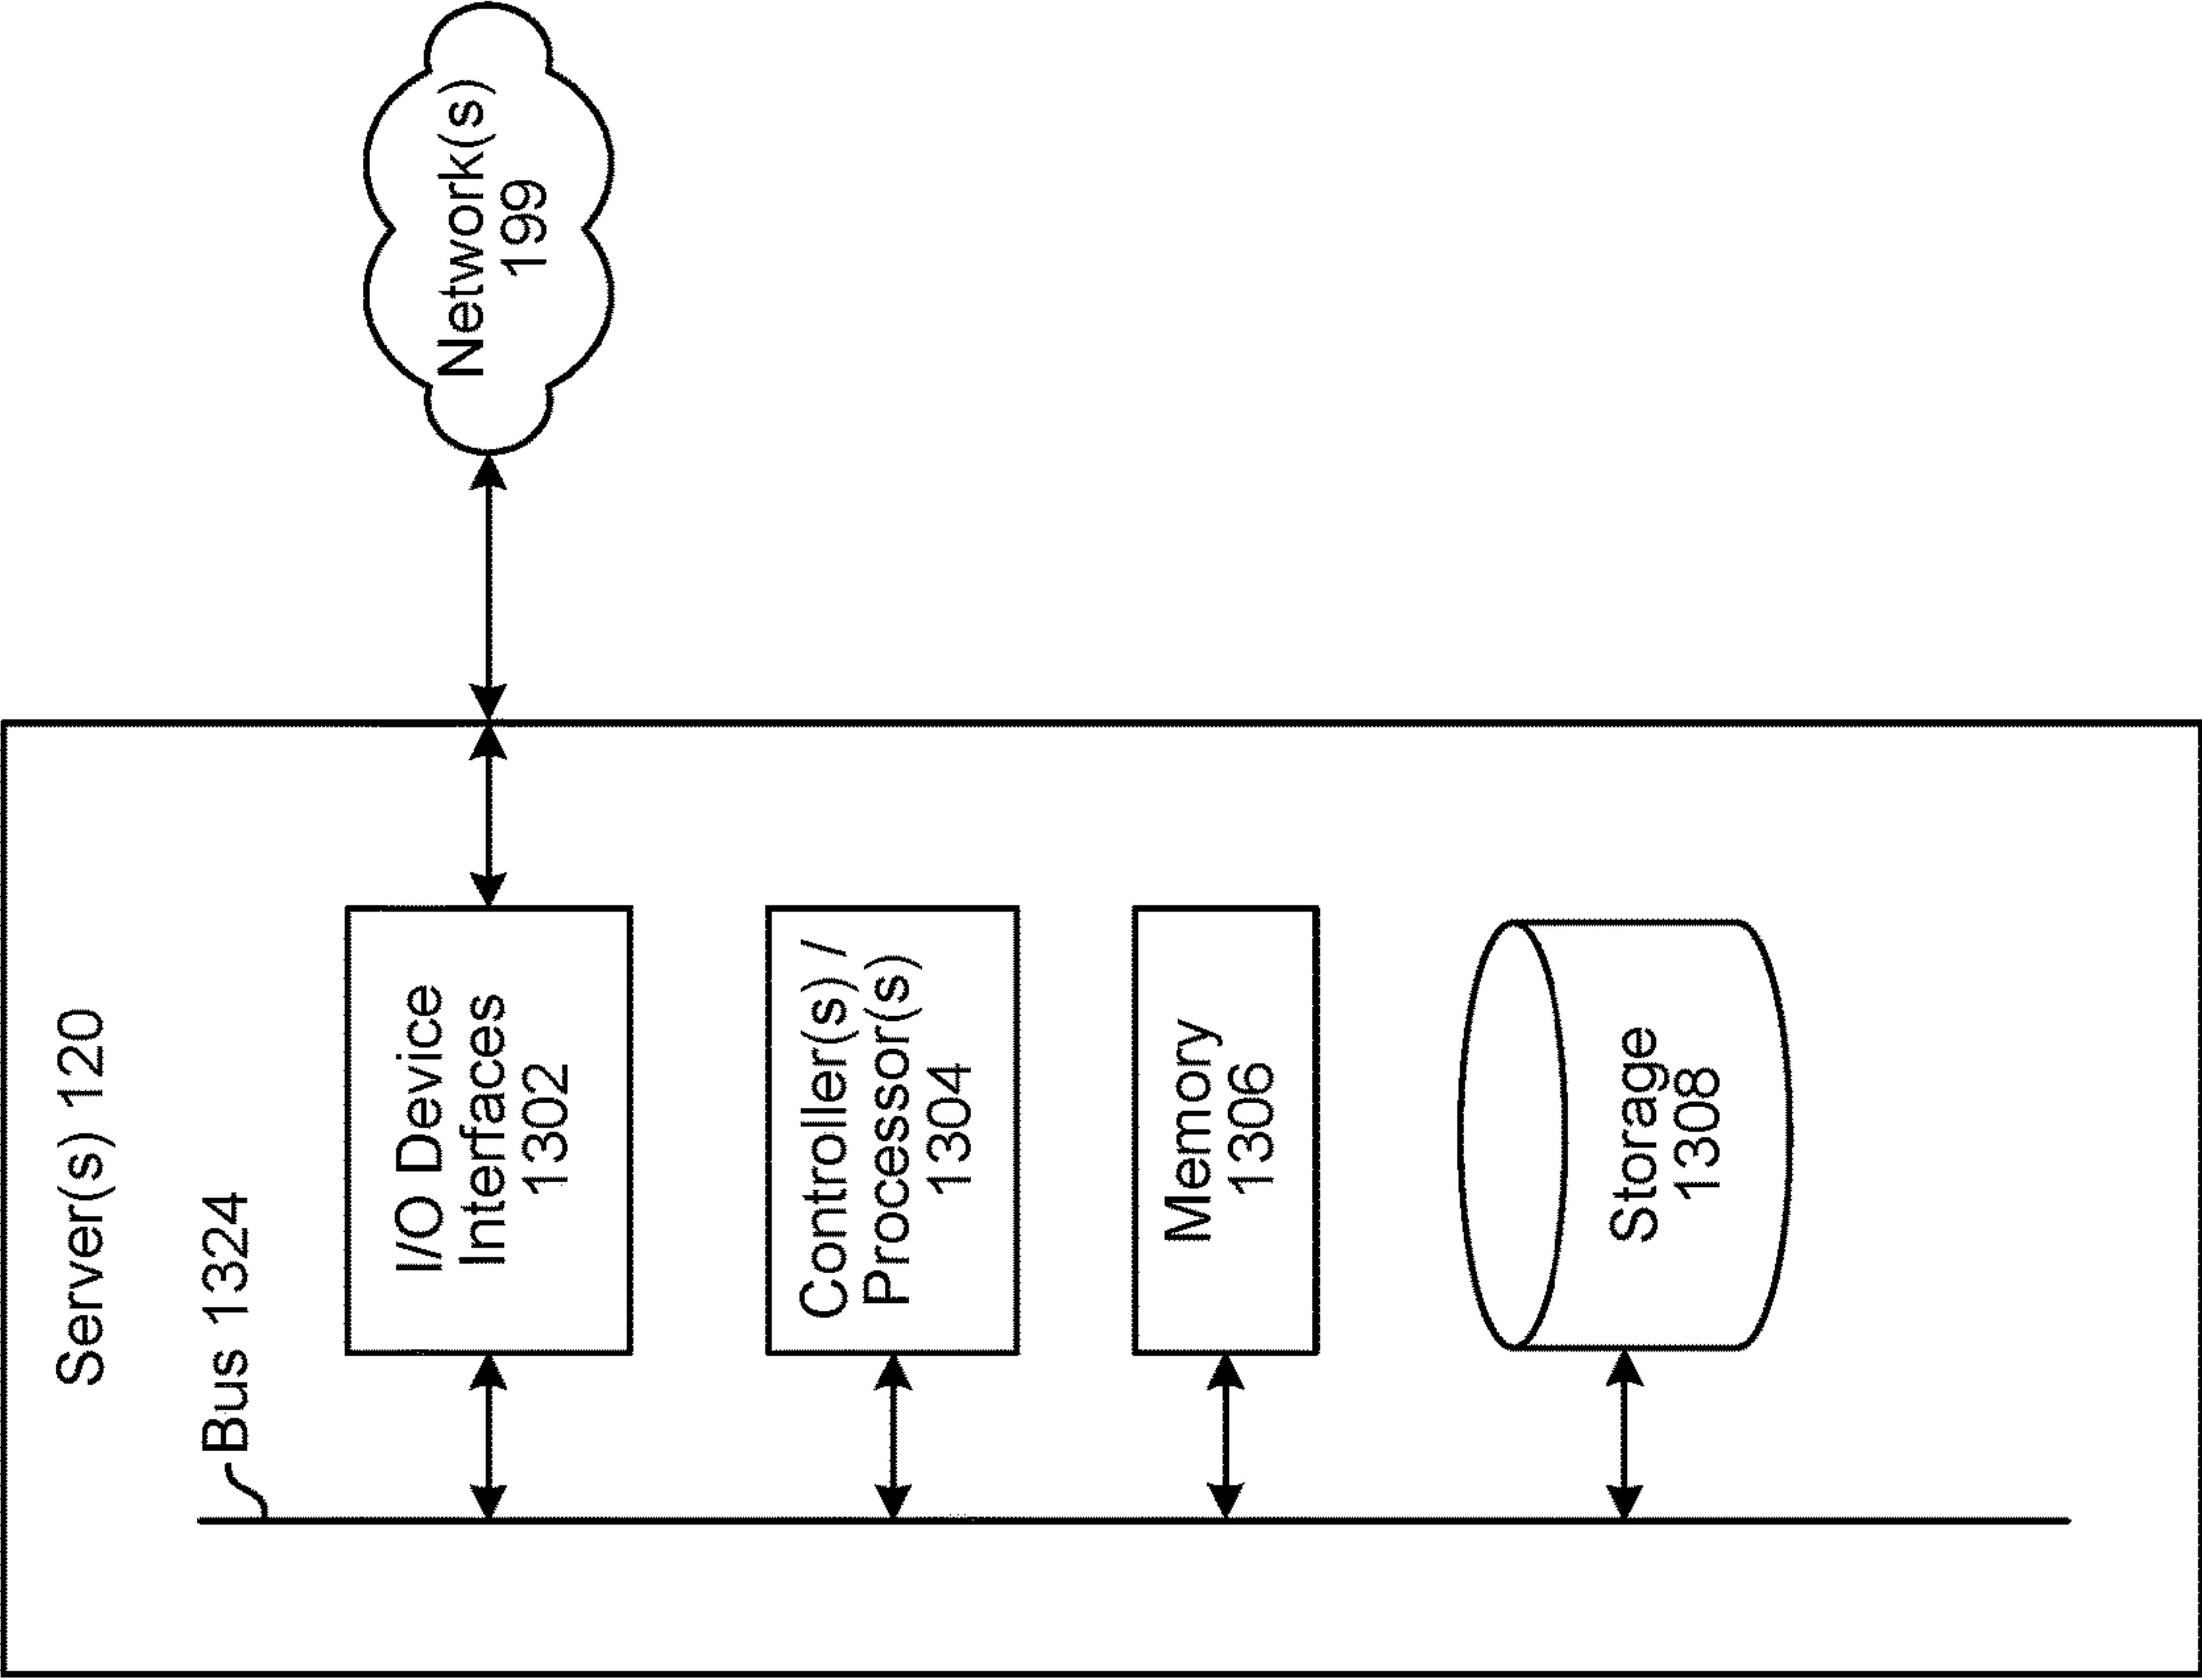 Server(s) 120
Bus 1324
I/O Device
Interfaces
1302
Network(s)
199
Controller(s) /
Processor(s)
1304
Memory
1306
Storage
1308